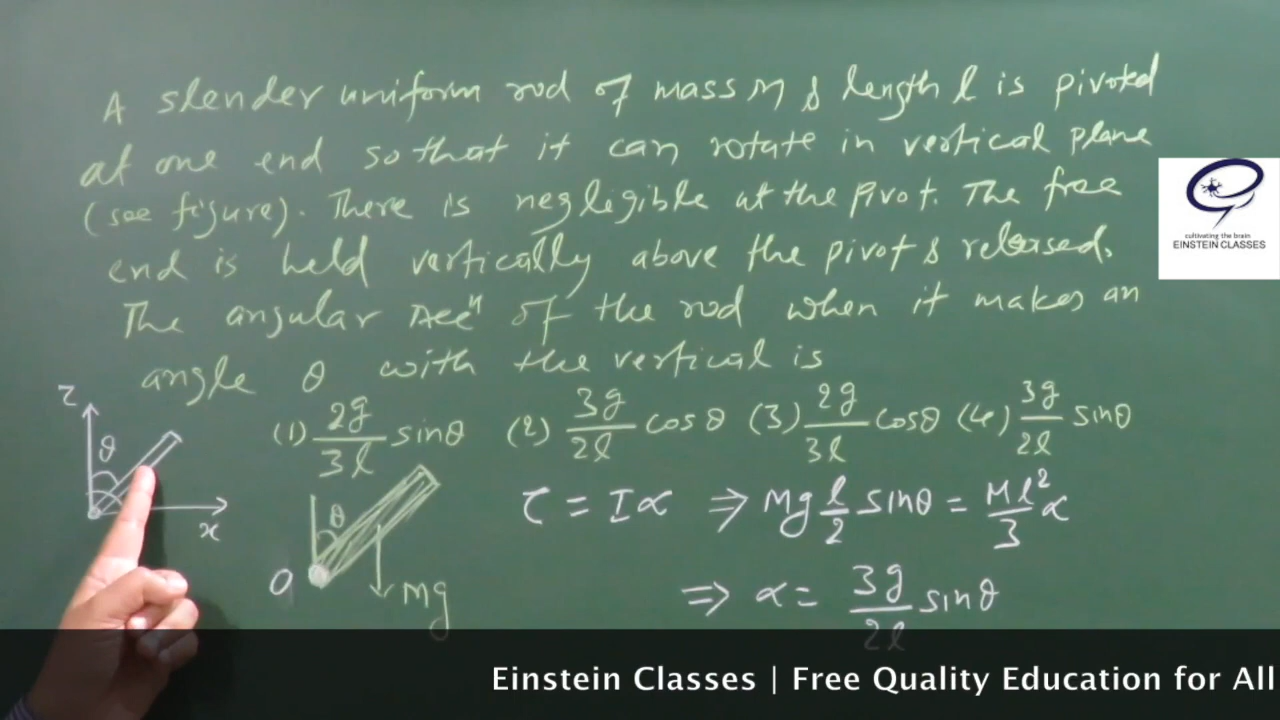 A slender uniform rod of mass M & length l is pivoted
at one end so that it can rotate in vertical plane
(see figure). There is negligible at the pivot. The free
end is held vertically above the pivot & released.
The angular Accⁿ of the rod when it makes an
angle θ with the vertical is
(1) 2g/3l sinθ (2) 3g/2l cosθ (3) 2g/3l cosθ (4) 3g/2l sinθ
z
θ
x
θ
O
Mg
τ = Iα ⇒ Mg l/2 sinθ = Ml²/3 α
⇒ α = 3g/2l sinθ
cultivating the brain
EINSTEIN CLASSES
Einstein Classes | Free Quality Education for All